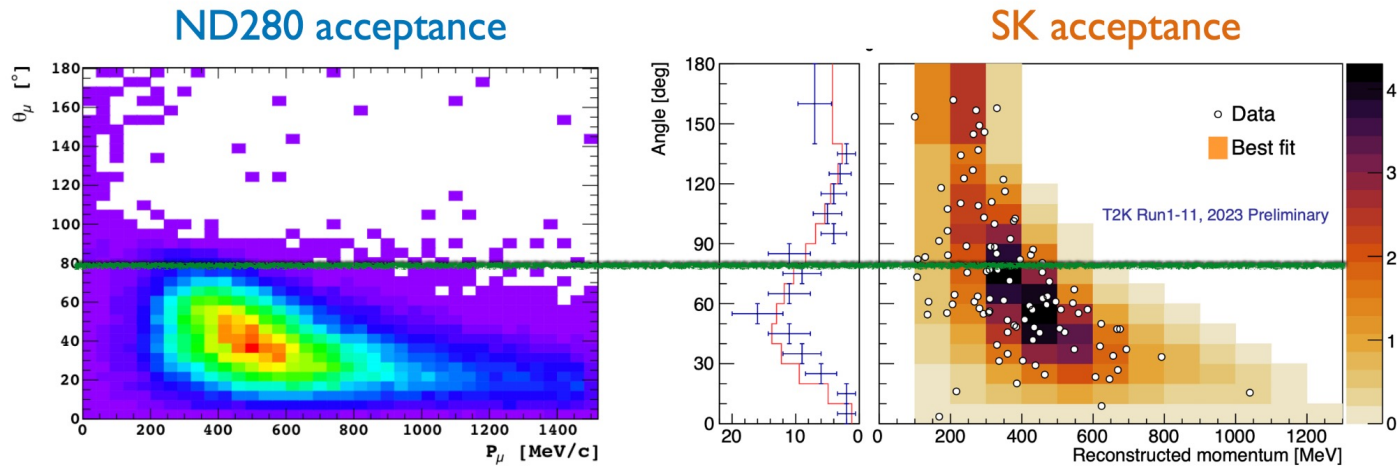 ND280 acceptance
SK acceptance
θμ [°]
180
160
140
120
100
80
60
40
20
0
0 200 400 600 800 1000 1200 1400
Pμ [MeV/c]
Angle [deg]
180
150
120
90
60
30
0
20 10 0
Data
Best fit
T2K Run1-11, 2023 Preliminary
0 200 400 600 800 1000 1200
Reconstructed momentum [MeV]
4
3
2
1
0